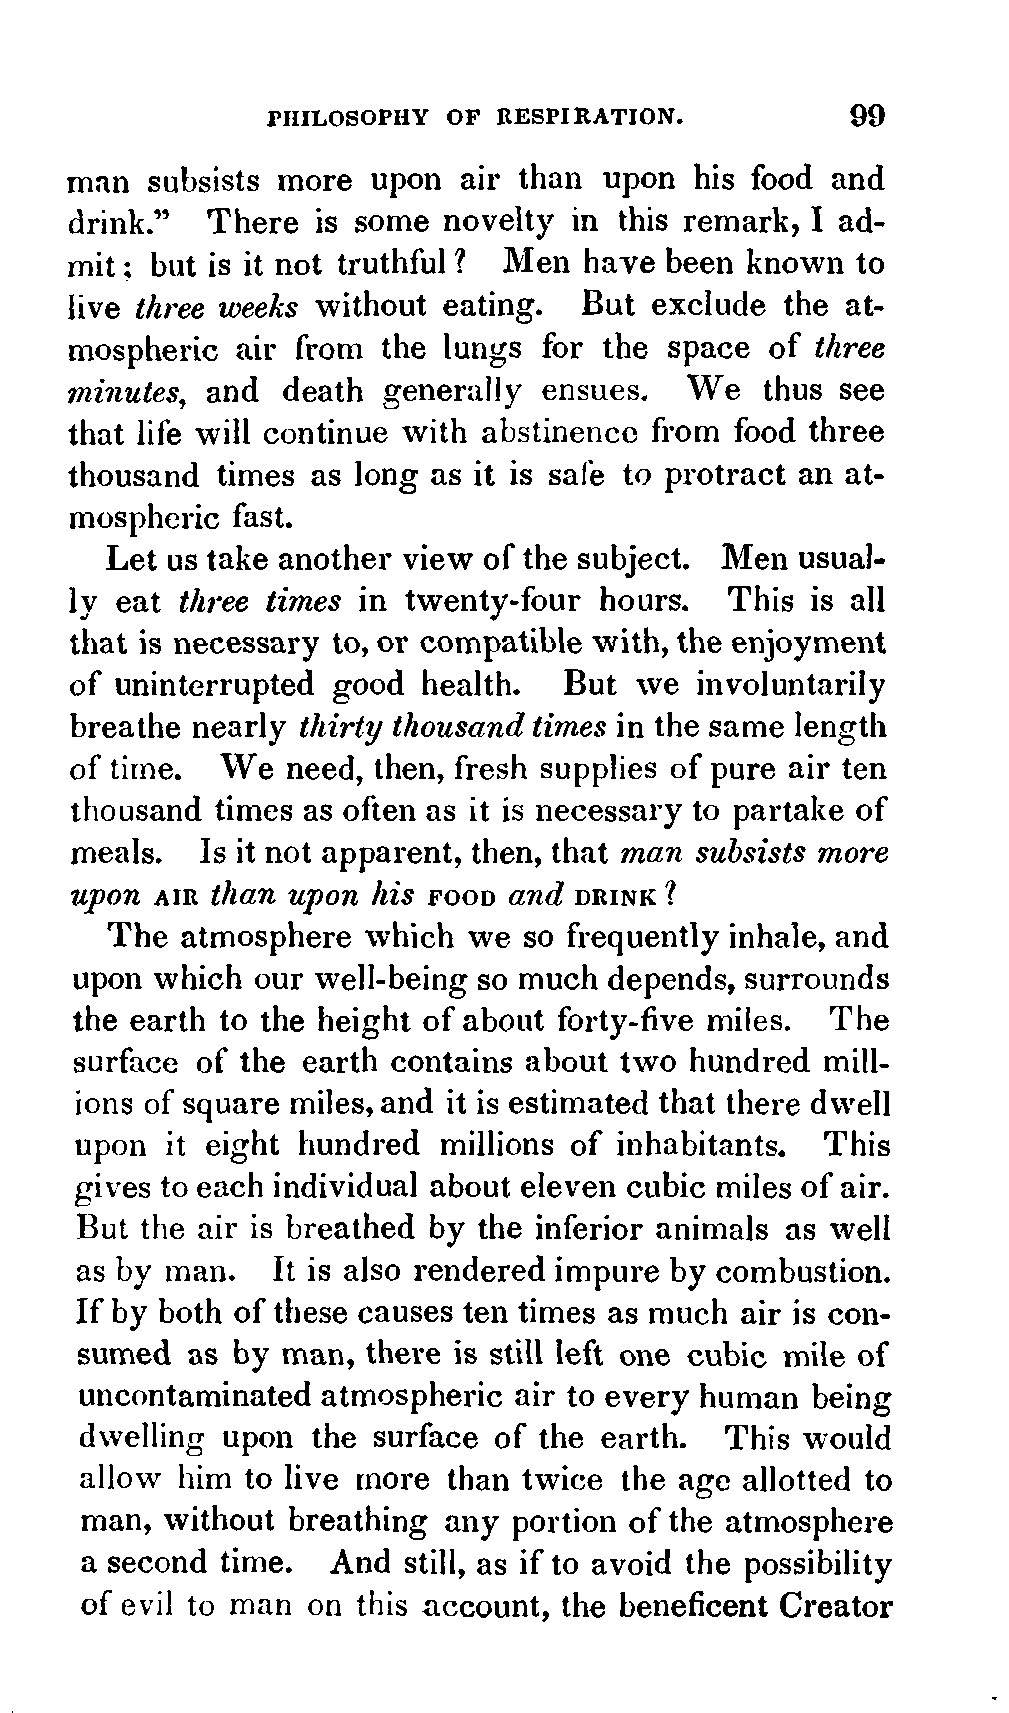 PHILOSOPHY OF RESPIRATION. 99
man subsists more upon air than upon his food and
drink.” There is some novelty in this remark, I ad-
mit; but is it not truthful? Men have been known to
live three weeks without eating. But exclude the at-
mospheric air from the lungs for the space of three
minutes, and death generally ensues. We thus see
that life will continue with abstinence from food three
thousand times as long as it is safe to protract an at-
mospheric fast.
Let us take another view of the subject. Men usual-
ly eat three times in twenty-four hours. This is all
that is necessary to, or compatible with, the enjoyment
of uninterrupted good health. But we involuntarily
breathe nearly thirty thousand times in the same length
of time. We need, then, fresh supplies of pure air ten
thousand times as often as it is necessary to partake of
meals. Is it not apparent, then, that man subsists more
upon AIR than upon his FOOD and DRINK?
The atmosphere which we so frequently inhale, and
upon which our well-being so much depends, surrounds
the earth to the height of about forty-five miles. The
surface of the earth contains about two hundred mill-
ions of square miles, and it is estimated that there dwell
upon it eight hundred millions of inhabitants. This
gives to each individual about eleven cubic miles of air.
But the air is breathed by the inferior animals as well
as by man. It is also rendered impure by combustion.
If by both of these causes ten times as much air is con-
sumed as by man, there is still left one cubic mile of
uncontaminated atmospheric air to every human being
dwelling upon the surface of the earth. This would
allow him to live more than twice the age allotted to
man, without breathing any portion of the atmosphere
a second time. And still, as if to avoid the possibility
of evil to man on this account, the beneficent Creator